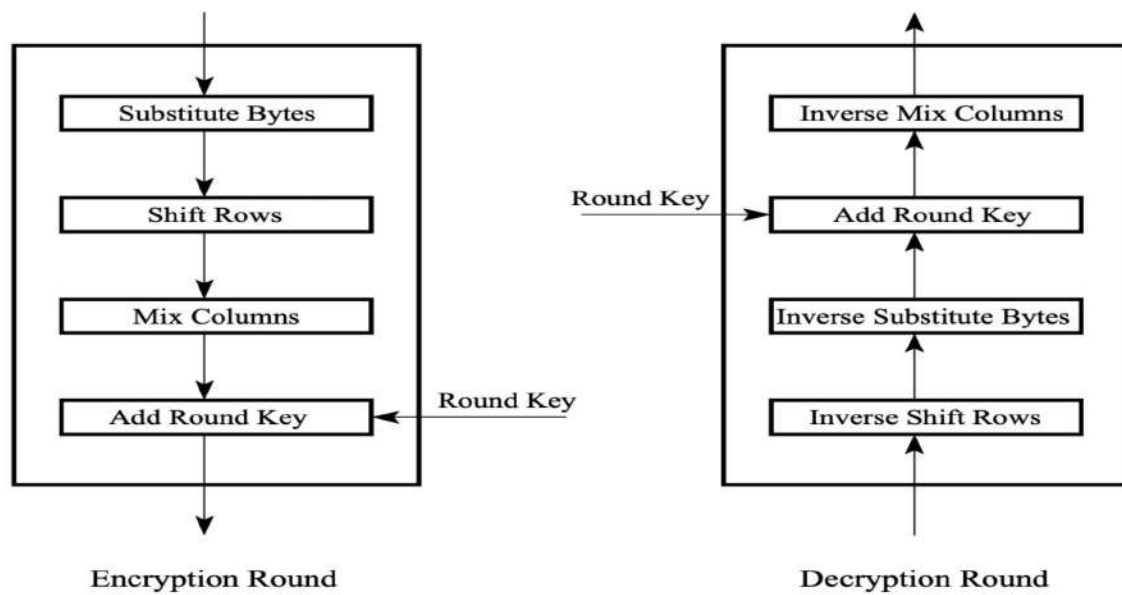 Substitute Bytes
Shift Rows
Mix Columns
Add Round Key
Round Key
Encryption Round
Inverse Mix Columns
Round Key
Add Round Key
Inverse Substitute Bytes
Inverse Shift Rows
Decryption Round